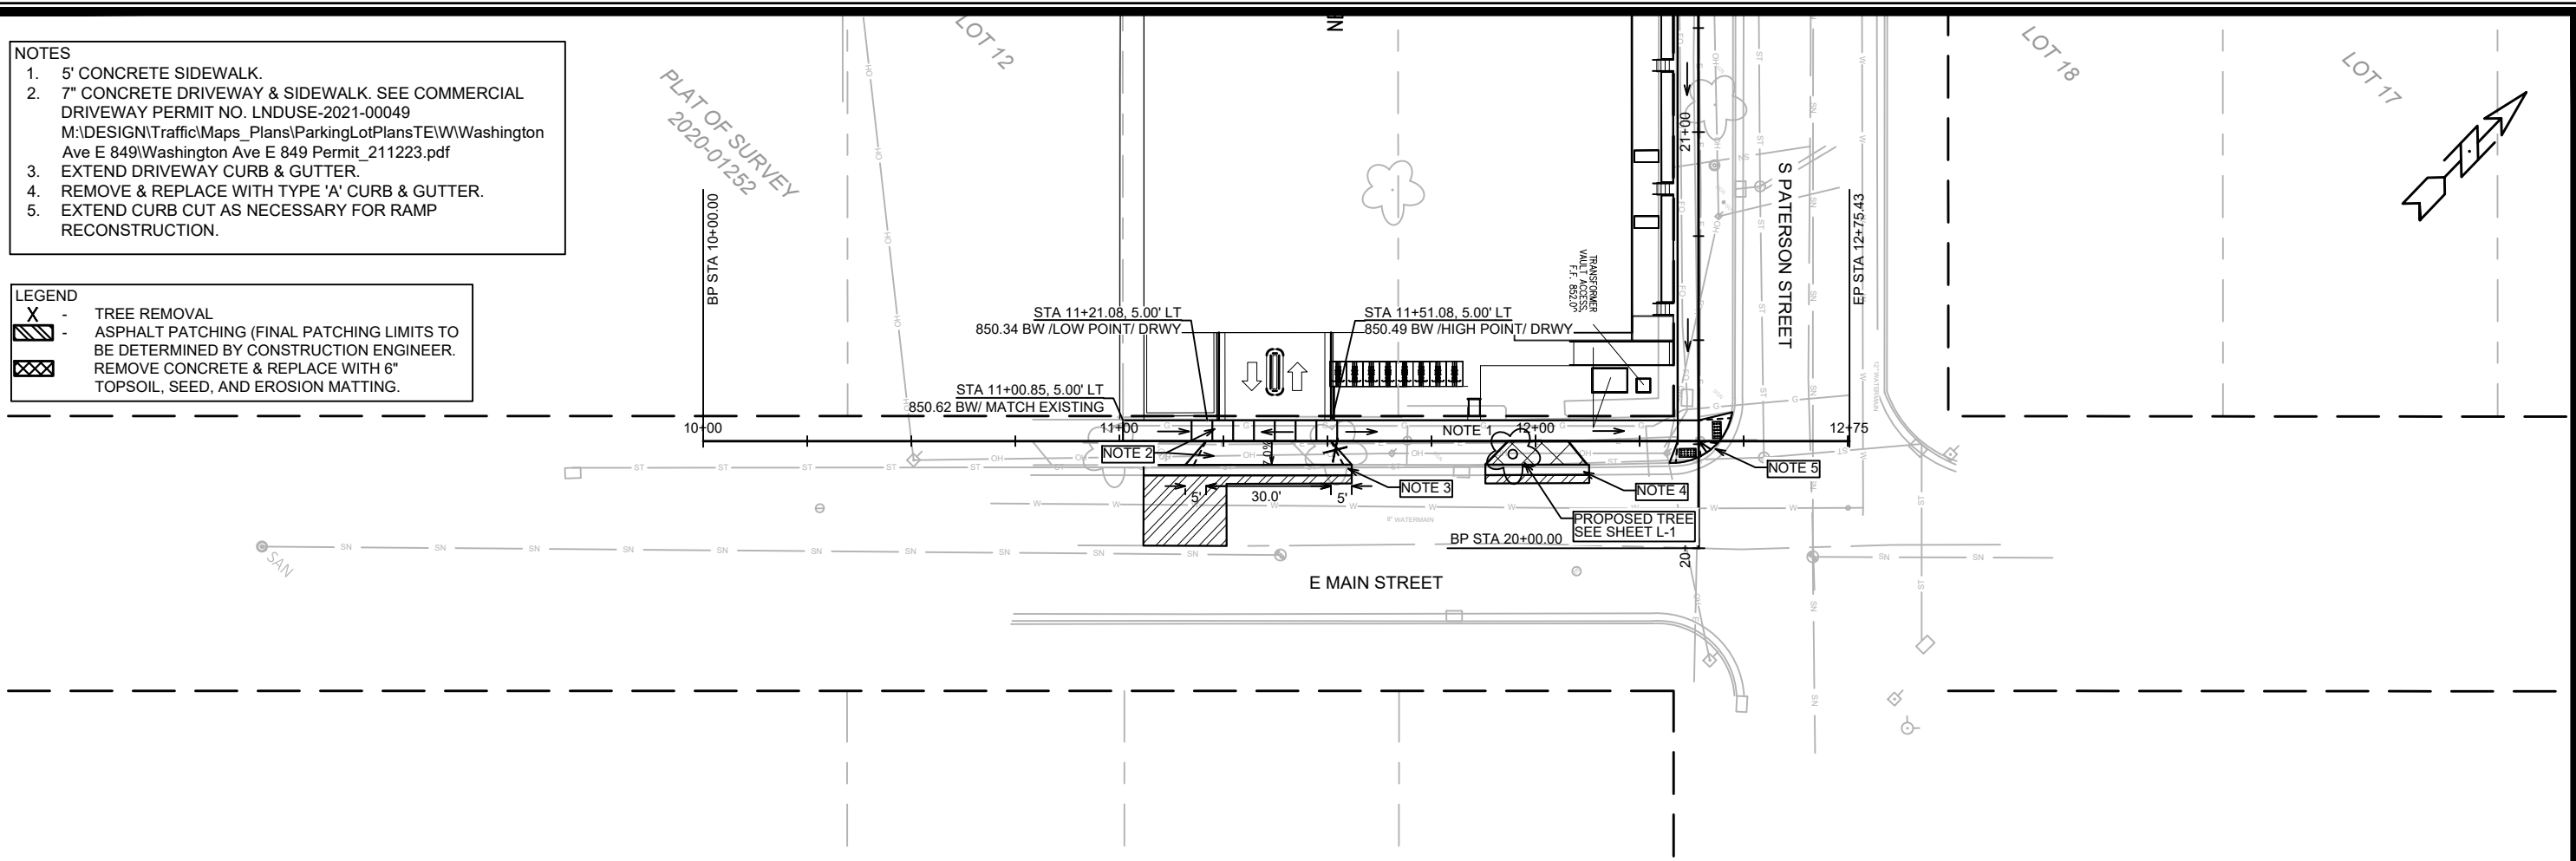 NOTES
1. 5' CONCRETE SIDEWALK.
2. 7" CONCRETE DRIVEWAY & SIDEWALK. SEE COMMERCIAL
DRIVEWAY PERMIT NO. LNDUSE-2021-00049
M:\DESIGN\Traffic\Maps_Plans\ParkingLotPlansTE\W\Washington
Ave E 849\Washington Ave E 849 Permit_211223.pdf
3. EXTEND DRIVEWAY CURB & GUTTER.
4. REMOVE & REPLACE WITH TYPE 'A' CURB & GUTTER.
5. EXTEND CURB CUT AS NECESSARY FOR RAMP
RECONSTRUCTION.
LEGEND
X - TREE REMOVAL
- ASPHALT PATCHING (FINAL PATCHING LIMITS TO
BE DETERMINED BY CONSTRUCTION ENGINEER.
REMOVE CONCRETE & REPLACE WITH 6"
TOPSOIL, SEED, AND EROSION MATTING.
PLAT OF SURVEY
2020-01252
LOT 12
LOT 18
LOT 17
BP STA 10+00.00
STA 11+21.08, 5.00' LT
850.34 BW /LOW POINT/ DRWY
STA 11+51.08, 5.00' LT
850.49 BW /HIGH POINT/ DRWY
STA 11+00.85, 5.00' LT
850.62 BW/ MATCH EXISTING
TRANSFORMER
VAULT ACCESS,
F.F. 852.0'
21+00
S PATERSON STREET
EP STA 12+75.43
12" WATERMAIN
10+00
11+00
NOTE 1
12+00
12+75
NOTE 2
7.0%
NOTE 3
NOTE 4
NOTE 5
5'
30.0'
5'
8" WATERMAIN
PROPOSED TREE
SEE SHEET L-1
BP STA 20+00.00
20+
SAN
E MAIN STREET